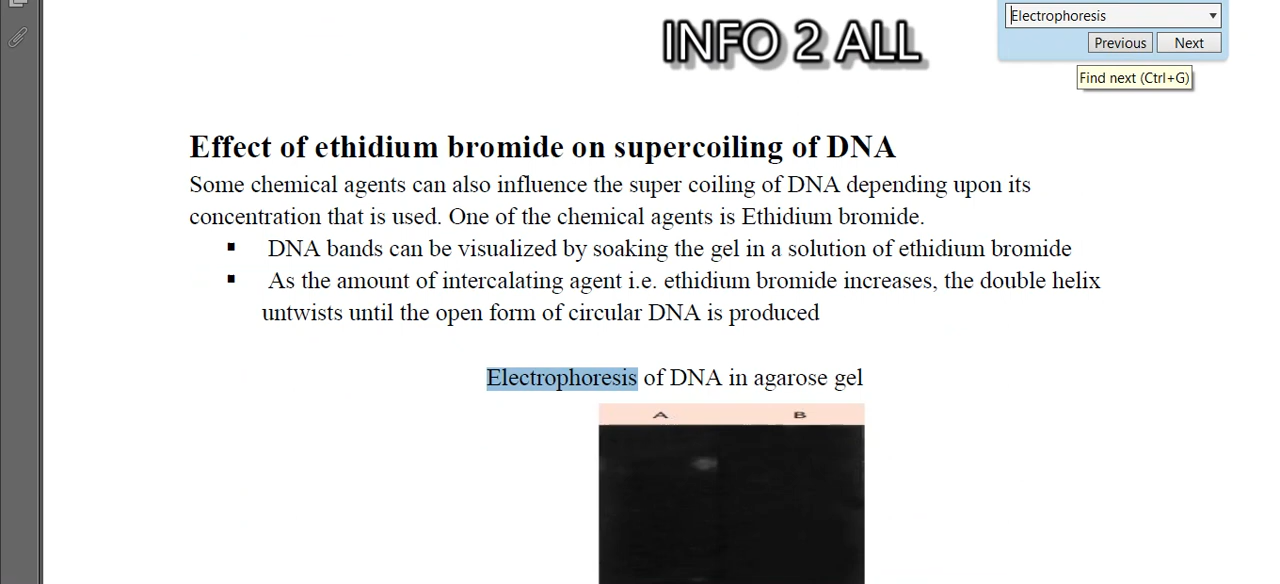 Electrophoresis
INFO 2 ALL
Previous Next
Find next (Ctrl+G)
Effect of ethidium bromide on supercoiling of DNA
Some chemical agents can also influence the super coiling of DNA depending upon its
concentration that is used. One of the chemical agents is Ethidium bromide.
▪ DNA bands can be visualized by soaking the gel in a solution of ethidium bromide
▪ As the amount of intercalating agent i.e. ethidium bromide increases, the double helix
untwists until the open form of circular DNA is produced
Electrophoresis of DNA in agarose gel
A B